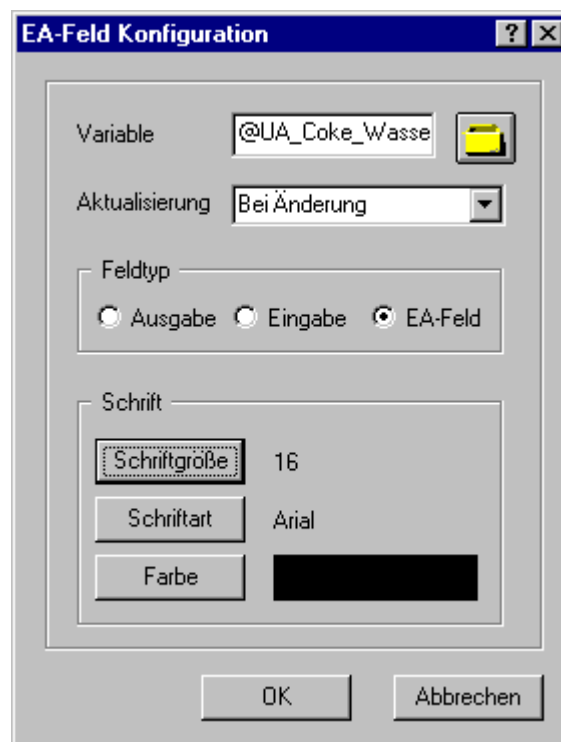 EA-Feld Konfiguration
Variable @UA_Coke_Wasse
Aktualisierung Bei Änderung
Feldtyp
Ausgabe Eingabe EA-Feld
Schrift
Schriftgröße 16
Schriftart Arial
Farbe
OK Abbrechen